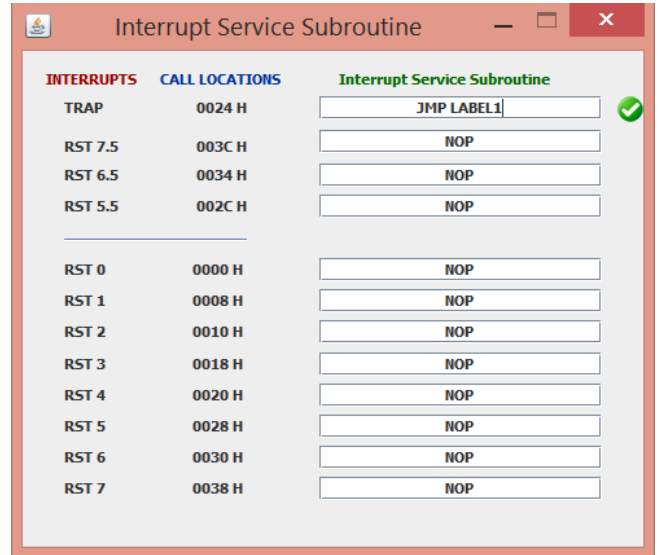 Interrupt Service Subroutine
INTERRUPTS CALL LOCATIONS Interrupt Service Subroutine
TRAP 0024 H JMP LABEL1
RST 7.5 003C H NOP
RST 6.5 0034 H NOP
RST 5.5 002C H NOP
RST 0 0000 H NOP
RST 1 0008 H NOP
RST 2 0010 H NOP
RST 3 0018 H NOP
RST 4 0020 H NOP
RST 5 0028 H NOP
RST 6 0030 H NOP
RST 7 0038 H NOP